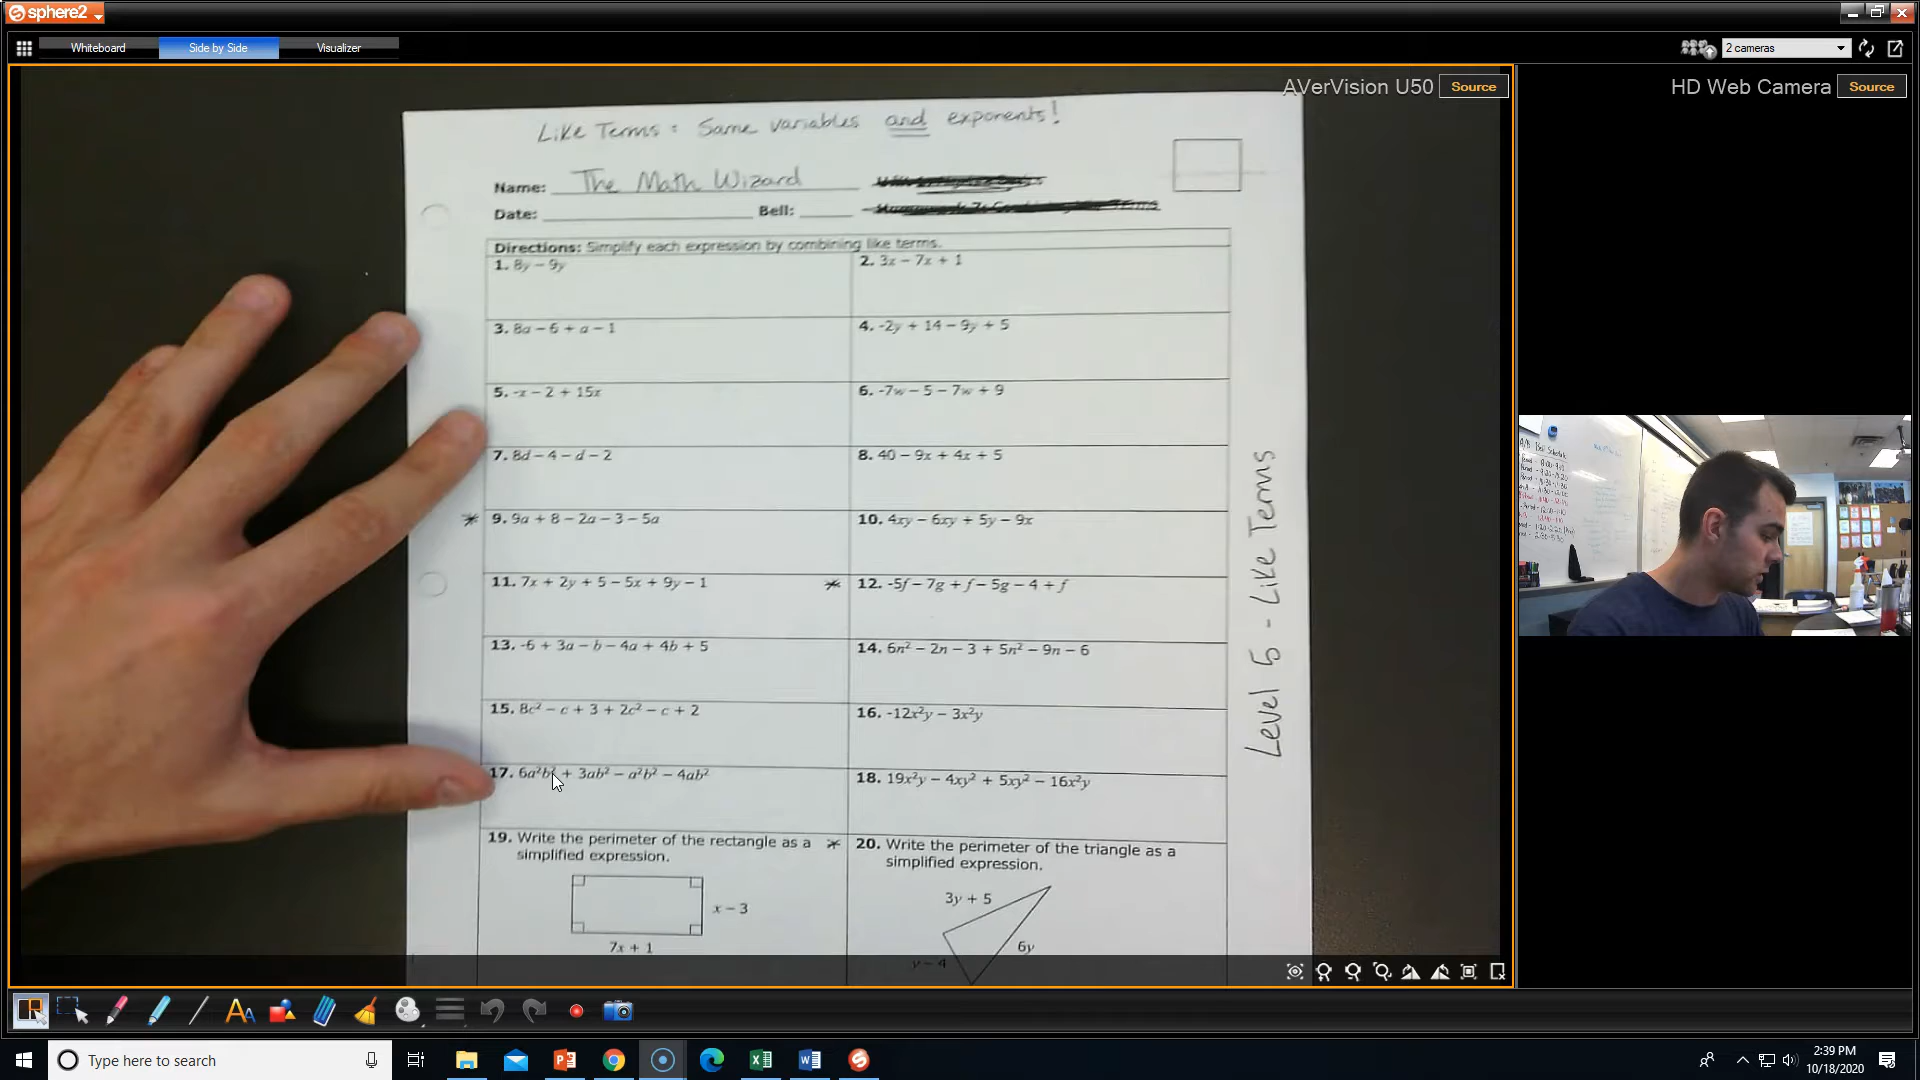 sphere2
Whiteboard
Side by Side
Visualizer
2 cameras
AVerVision U50
Source
HD Web Camera
Source
Like Terms: Same variables and exponents!
Name: The Math Wizard
Date: Bell:
Directions: Simplify each expression by combining like terms.
1. 8y – 9y
2. 3x – 7x + 1
3. 8a – 6 + a – 1
4. -2y + 14 – 9y + 5
5. -x – 2 + 15x
6. -7w – 5 – 7w + 9
7. 8d – 4 – d – 2
8. 40 – 9x + 4x + 5
* 9. 9a + 8 – 2a – 3 – 5a
10. 4xy – 6xy + 5y – 9x
11. 7x + 2y + 5 – 5x + 9y – 1
* 12. -5f – 7g + f – 5g – 4 + f
13. -6 + 3a – b – 4a + 4b + 5
14. 6n² – 2n – 3 + 5n² – 9n – 6
15. 8c² – c + 3 + 2c² – c + 2
16. -12x²y – 3x²y
17. 6a²b² + 3ab² – a²b² – 4ab²
18. 19x²y – 4xy² + 5xy² – 16x²y
19. Write the perimeter of the rectangle as a
simplified expression.
x – 3
7x + 1
* 20. Write the perimeter of the triangle as a
simplified expression.
3y + 5
6y
y – 4
Level 5 - Like Terms
Type here to search
2:39 PM
10/18/2020